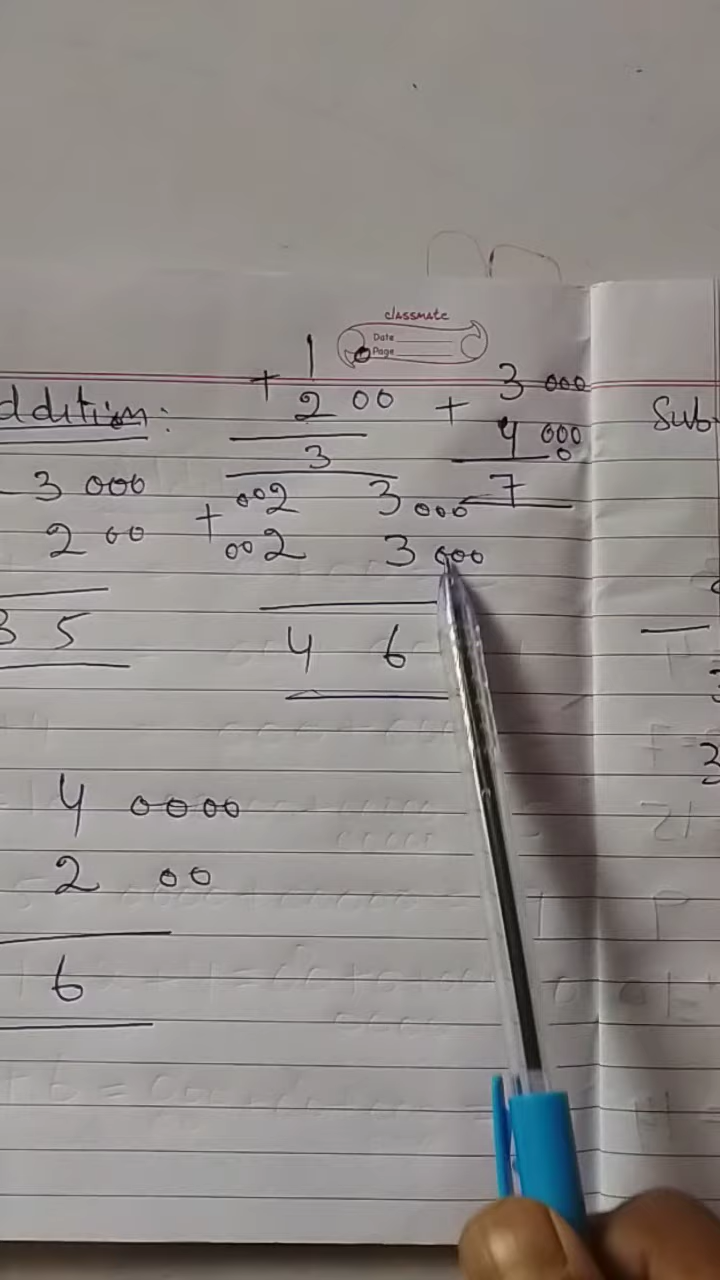 classmate
Date
Page
1
+ 2 00
3
3 000
+ 4 000
0
7
ddition:
3 000
2 00
3 5
002 3 000
+ 002 3 000
4 6
4 0000
2 00
6
Sub